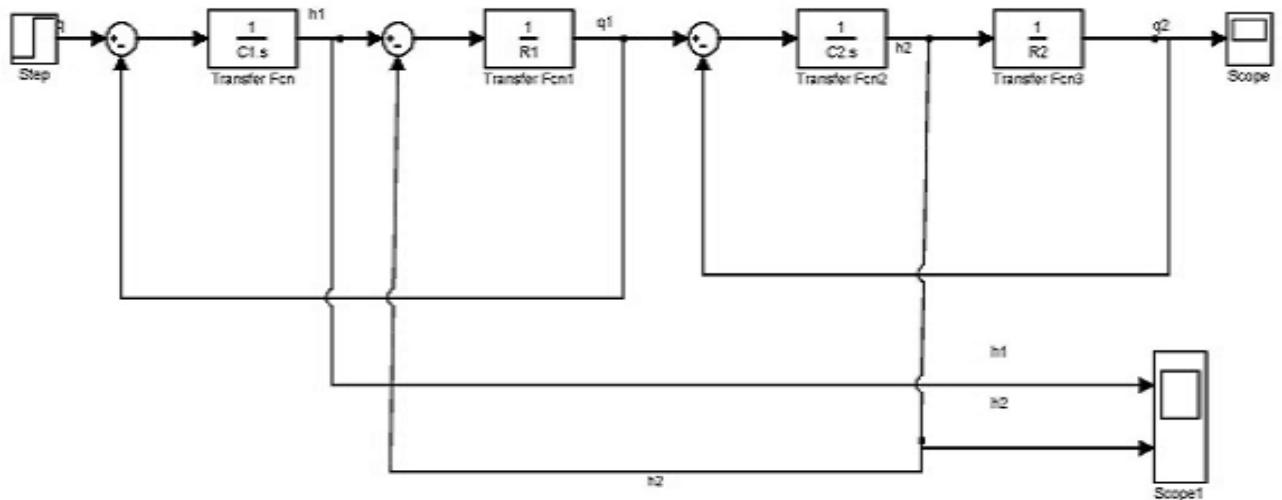 q
h1
q1
h2
q2
+
-
+
-
+
-
1
C1.s
1
R1
1
C2.s
1
R2
Step
Transfer Fcn
Transfer Fcn1
Transfer Fcn2
Transfer Fcn3
Scope
h1
h2
h2
Scope1